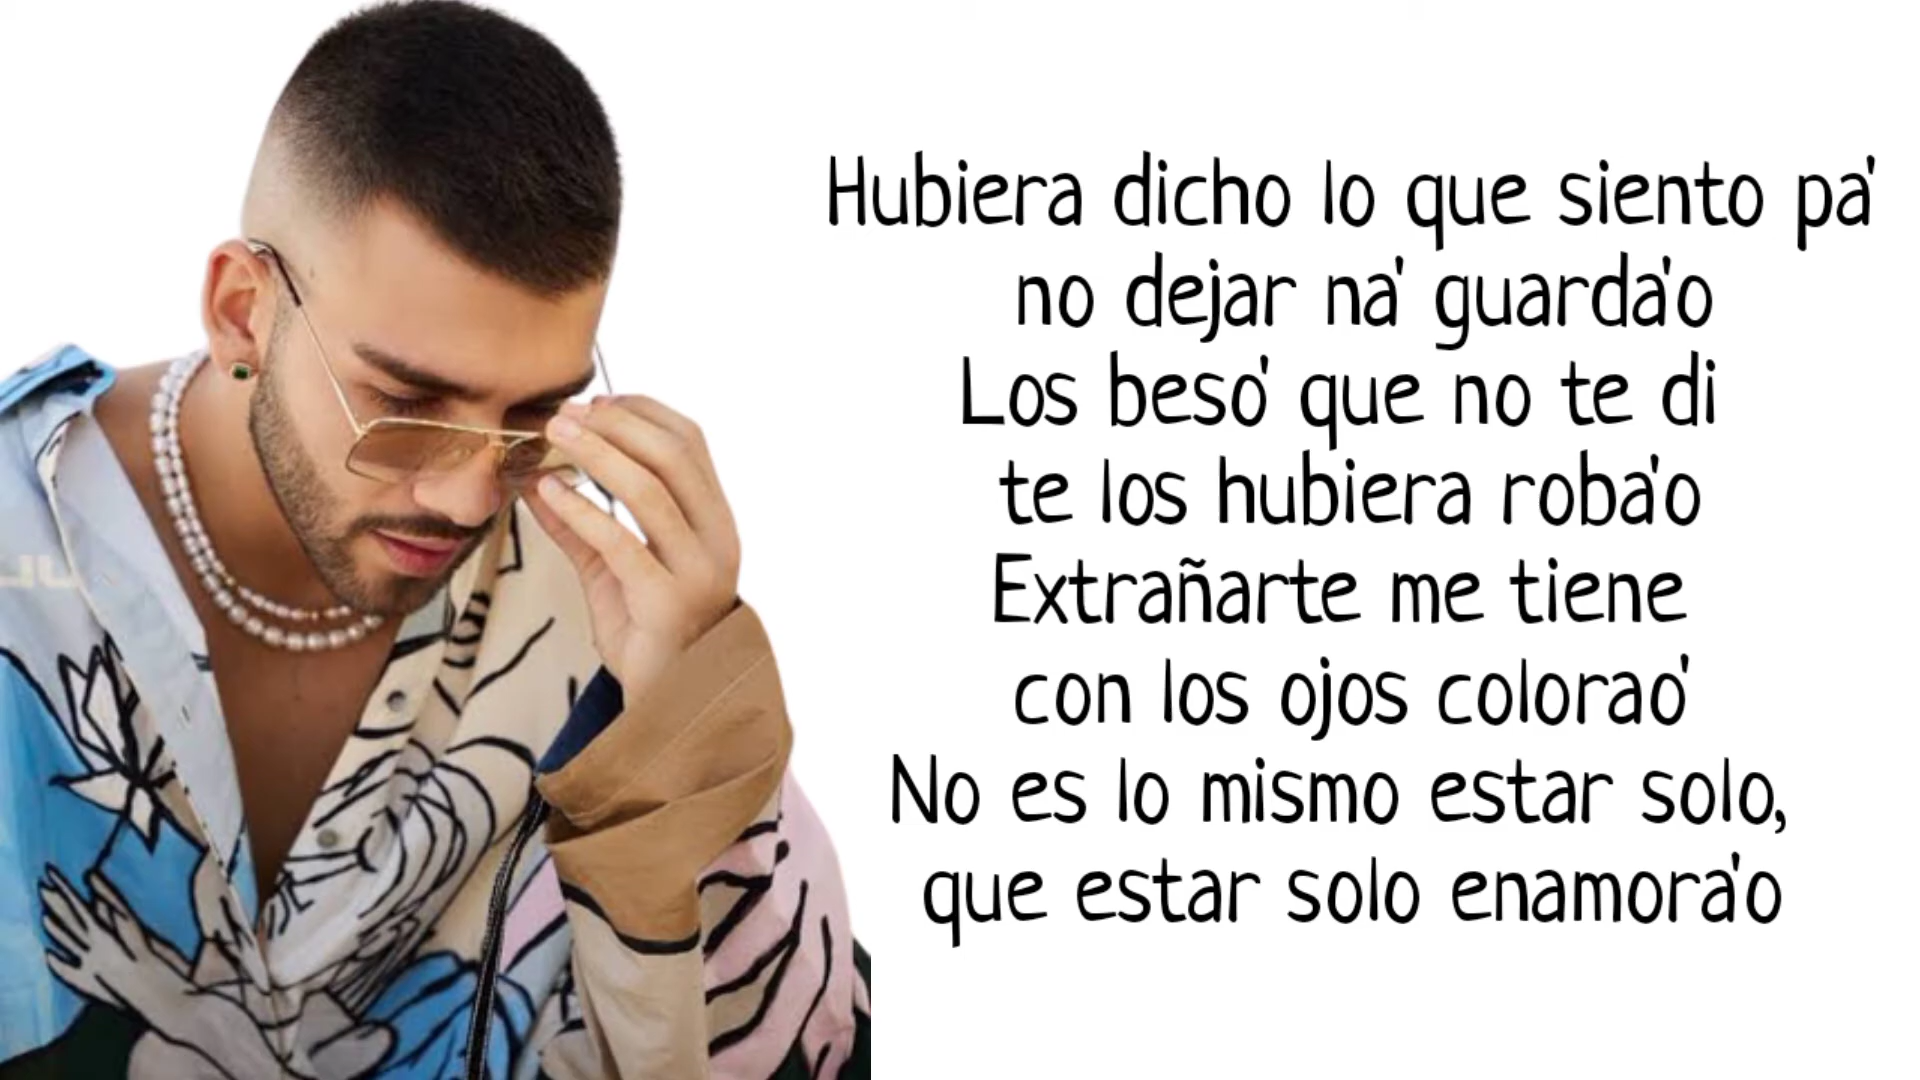 Hubiera dicho lo que siento pa'
no dejar na' guarda'o
Los beso' que no te di
te los hubiera roba'o
Extrañarte me tiene
con los ojos colorao'
No es lo mismo estar solo,
que estar solo enamora'o